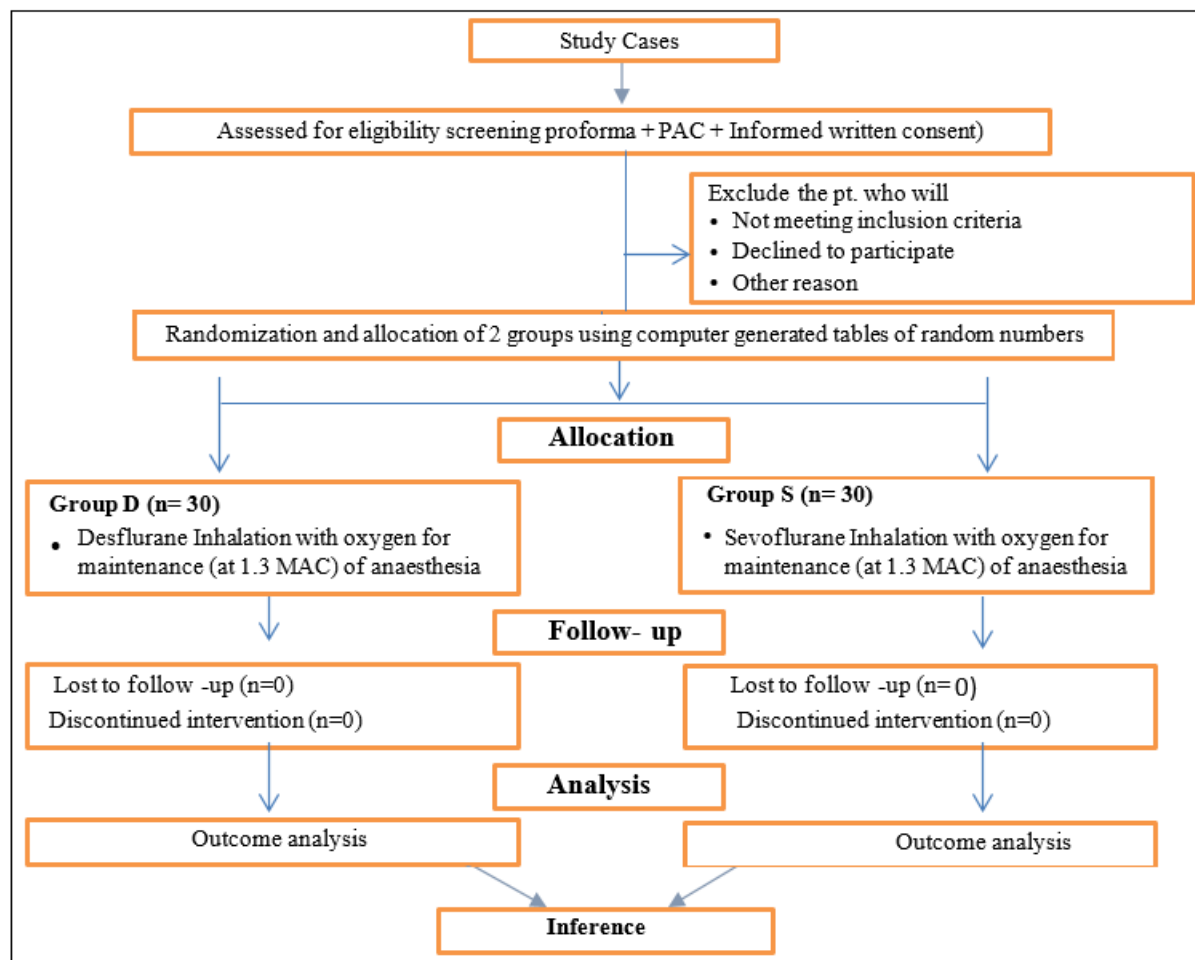 Study Cases
Assessed for eligibility screening proforma + PAC + Informed written consent)
Exclude the pt. who will
• Not meeting inclusion criteria
• Declined to participate
• Other reason
Randomization and allocation of 2 groups using computer generated tables of random numbers
Allocation
Group D (n= 30)
• Desflurane Inhalation with oxygen for
maintenance (at 1.3 MAC) of anaesthesia
Group S (n= 30)
• Sevoflurane Inhalation with oxygen for
maintenance (at 1.3 MAC) of anaesthesia
Follow- up
Lost to follow -up (n=0)
Discontinued intervention (n=0)
Lost to follow -up (n= 0)
Discontinued intervention (n=0)
Analysis
Outcome analysis
Outcome analysis
Inference